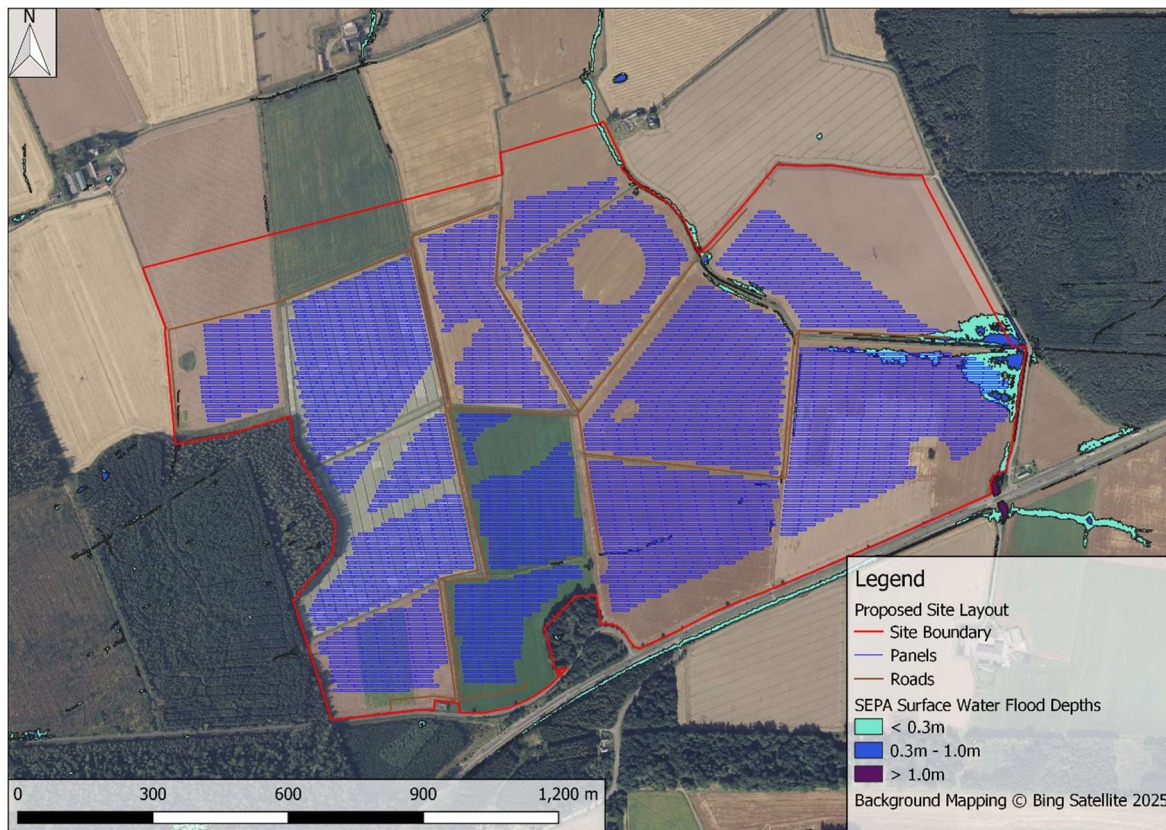 N
Legend
Proposed Site Layout
Site Boundary
Panels
Roads
SEPA Surface Water Flood Depths
< 0.3m
0.3m - 1.0m
> 1.0m
Background Mapping © Bing Satellite 2025
0 300 600 900 1,200 m